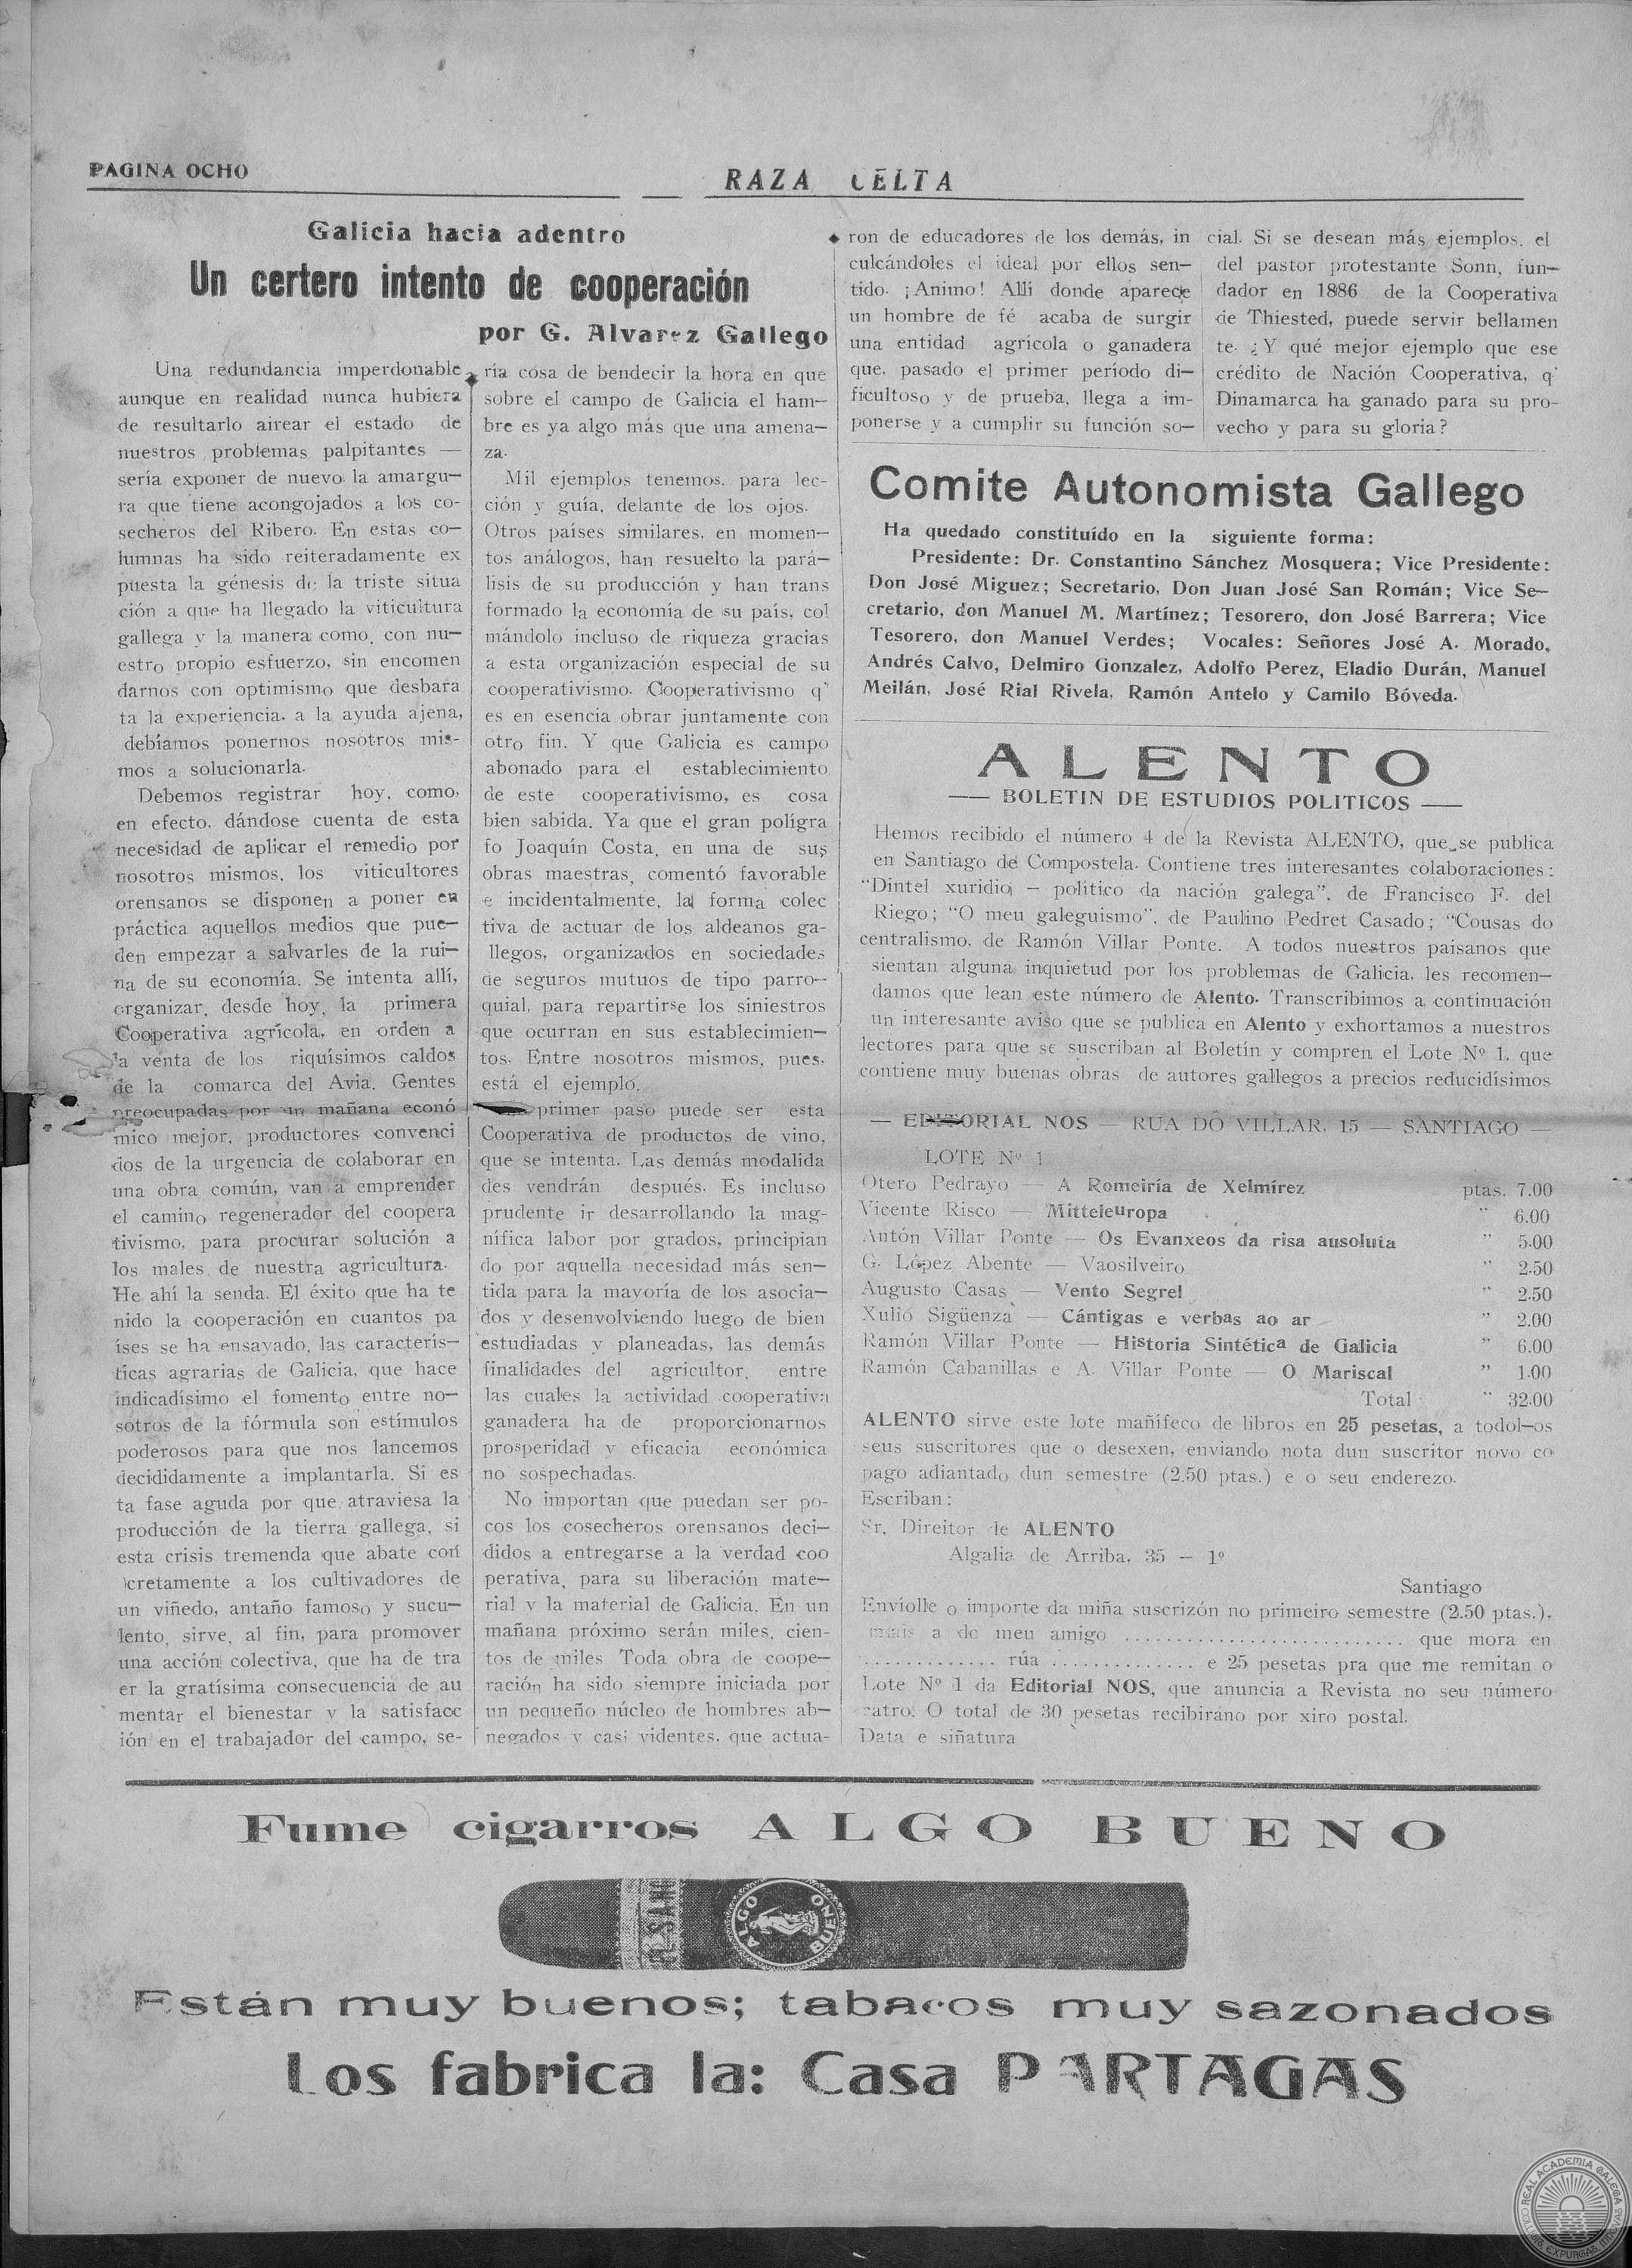 PAGINA OCHO
RAZA CELTA
Galicia hacia adentro
Un certero intento de cooperación
por G. Alvarez Gallego
Una redundancia imperdonable
aunque en realidad nunca hubiera
de resultarlo airear el estado de
nuestros problemas palpitantes —
sería exponer de nuevo la amargu—
ra que tiene acongojados a los co-
secheros del Ribero. En estas co—
lumnas ha sido reiteradamente ex
puesta la génesis de la triste situa
ción a que ha llegado la viticultura
gallega y la manera como, con nu—
estro propio esfuerzo, sin encomen
darnos con optimismo que desbara
ta la experiencia, a la ayuda ajena,
debíamos ponernos nosotros mis-
mos a solucionarla.
Debemos registrar hoy, como,
en efecto, dándose cuenta de esta
necesidad de aplicar el remedio por
nosotros mismos, los viticultores
orensanos se disponen a poner en
práctica aquellos medios que pue—
den empezar a salvarles de la rui—
na de su economía. Se intenta allí,
organizar, desde hoy, la primera
Cooperativa agrícola, en orden a
la venta de los riquísimos caldos
de la comarca del Avia. Gentes
preocupadas por un mañana econó
mico mejor, productores convenci
dos de la urgencia de colaborar en
una obra común, van a emprender
el camino regenerador del coopera
tivismo, para procurar solución a
los males de nuestra agricultura.
He ahí la senda. El éxito que ha te
nido la cooperación en cuantos pa
íses se ha ensayado, las caracterís—
ticas agrarias de Galicia, que hace
indicadísimo el fomento entre no—
sotros de la fórmula son estímulos
poderosos para que nos lancemos
decididamente a implantarla. Si es
ta fase aguda por que atraviesa la
producción de la tierra gallega, si
esta crisis tremenda que abate con
cretamente a los cultivadores de
un viñedo, antaño famoso y sucu—
lento, sirve, al fin, para promover
una acción colectiva, que ha de tra
er la gratísima consecuencia de au
mentar el bienestar y la satisfacc
ión en el trabajador del campo, se-
ría cosa de bendecir la hora en que
sobre el campo de Galicia el ham—
bre es ya algo más que una amena—
za.
Mil ejemplos tenemos, para lec-
ción y guía, delante de los ojos.
Otros países similares, en momen—
tos análogos, han resuelto la pará—
lisis de su producción y han trans
formado la economía de su país, col
mándolo incluso de riqueza gracias
a esta organización especial de su
cooperativismo. Cooperativismo q'
es en esencia obrar juntamente con
otro fin. Y que Galicia es campo
abonado para el establecimiento
de este cooperativismo, es cosa
bien sabida. Ya que el gran polígra
fo Joaquín Costa, en una de sus
obras maestras, comentó favorable
e incidentalmente, la forma colec
tiva de actuar de los aldeanos ga-
llegos, organizados en sociedades
de seguros mutuos de tipo parro—
quial, para repartirse los siniestros
que ocurran en sus establecimien—
tos. Entre nosotros mismos, pues,
está el ejemplo.
primer paso puede ser esta
Cooperativa de productos de vino,
que se intenta. Las demás modalida
des vendrán después. Es incluso
prudente ir desarrollando la mag-
nífica labor por grados, principian
do por aquella necesidad más sen—
tida para la mayoría de los asocia—
dos y desenvolviendo luego de bien
estudiadas y planeadas, las demás
finalidades del agricultor, entre
las cuales la actividad cooperativa
ganadera ha de proporcionarnos
prosperidad y eficacia económica
no sospechadas.
No importan que puedan ser po-
cos los cosecheros orensanos deci—
didos a entregarse a la verdad coo
perativa, para su liberación mate—
rial y la material de Galicia. En un
mañana próximo serán miles, cien-
tos de miles Toda obra de coope—
ración ha sido siempre iniciada por
un pequeño núcleo de hombres ab—
negados y casi videntes, que actua-
ron de educadores de los demás, in
culcándoles el ideal por ellos sen—
tido. ¡Animo! Allí donde aparece
un hombre de fé acaba de surgir
una entidad agrícola o ganadera
que, pasado el primer período di—
ficultoso y de prueba, llega a im-
ponerse y a cumplir su función so—
cial. Si se desean más ejemplos, el
del pastor protestante Sonn, fun—
dador en 1886 de la Cooperativa
de Thiested, puede servir bellamen
te. ¿Y qué mejor ejemplo que ese
crédito de Nación Cooperativa, q'
Dinamarca ha ganado para su pro-
vecho y para su gloria?
Comite Autonomista Gallego
Ha quedado constituído en la siguiente forma:
Presidente: Dr. Constantino Sánchez Mosquera; Vice Presidente:
Don José Miguez; Secretario, Don Juan José San Román; Vice Se—
cretario, don Manuel M. Martínez; Tesorero, don José Barrera; Vice
Tesorero, don Manuel Verdes; Vocales: Señores José A. Morado,
Andrés Calvo, Delmiro Gonzalez, Adolfo Perez, Eladio Durán, Manuel
Meilán, José Rial Rivela, Ramón Antelo y Camilo Bóveda.
ALENTO
—— BOLETIN DE ESTUDIOS POLITICOS ——
Hemos recibido el número 4 de la Revista ALENTO, que se publica
en Santiago de Compostela. Contiene tres interesantes colaboraciones:
"Dintel xuridio — político da nación galega", de Francisco F. del
Riego; "O meu galeguismo", de Paulino Pedret Casado; "Cousas do
centralismo, de Ramón Villar Ponte. A todos nuestros paisanos que
sientan alguna inquietud por los problemas de Galicia, les recomen—
damos que lean este número de Alento. Transcribimos a continuación
un interesante aviso que se publica en Alento y exhortamos a nuestros
lectores para que se suscriban al Boletín y compren el Lote Nº 1, que
contiene muy buenas obras de autores gallegos a precios reducidísimos
— EDITORIAL NOS — RUA DO VILLAR, 15 — SANTIAGO —
LOTE Nº 1
Otero Pedrayo — A Romeiría de Xelmírez ptas. 7.00
Vicente Risco — Mitteleuropa " 6.00
Antón Villar Ponte — Os Evanxeos da risa ausoluta " 5.00
G. López Abente — Vaosilveiro " 2.50
Augusto Casas — Vento Segrel " 2.50
Xulio Sigüenza — Cántigas e verbas ao ar " 2.00
Ramón Villar Ponte — Historia Sintética de Galicia " 6.00
Ramón Cabanillas e A. Villar Ponte — O Mariscal " 1.00
Total " 32.00
ALENTO sirve este lote mañífeco de libros en 25 pesetas, a todol—os
seus suscritores que o desexen, enviando nota dun suscritor novo co
pago adiantado dun semestre (2.50 ptas.) e o seu enderezo.
Escriban:
Sr. Direitor de ALENTO
Algalia de Arriba, 35 — 1º
Santiago
Envíolle o importe da miña suscrizón no primeiro semestre (2.50 ptas.),
mais a do meu amigo .......................... que mora en
............. rúa .............. e 25 pesetas pra que me remitan o
Lote Nº 1 da Editorial NOS, que anuncia a Revista no seu número
catro. O total de 30 pesetas recibirano por xiro postal.
Data e siñatura
Fume cigarros ALGO BUENO
EL SANO
ALGO BUENO
Están muy buenos; tabacos muy sazonados
Los fabrica la: Casa PARTAGAS
REAL ACADEMIA GALEGA